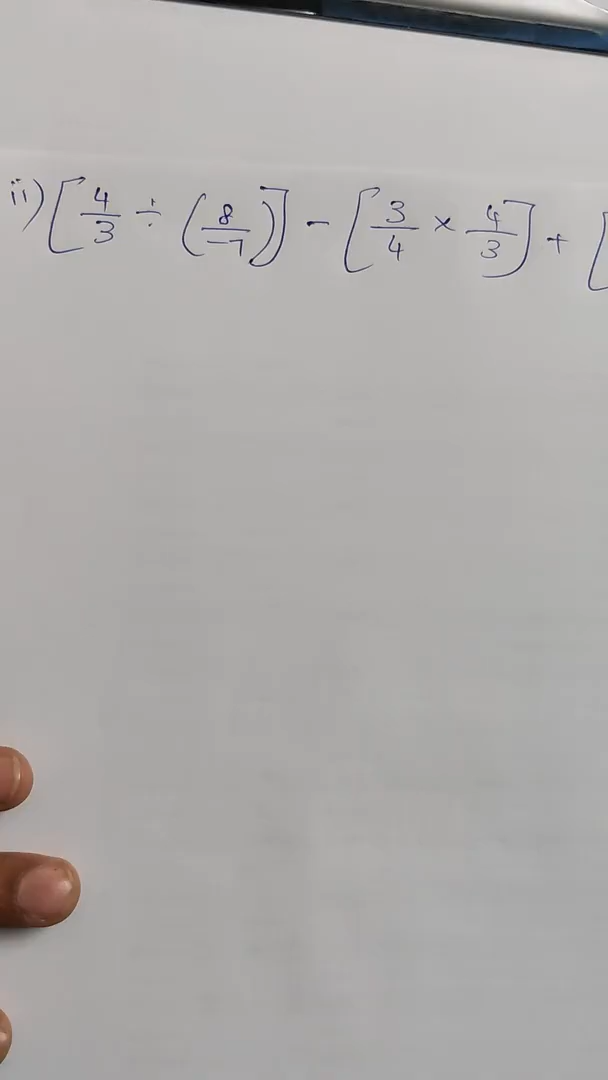 ii) [4/3 ÷ (8/-7)] - [3/4 × 4/3] + [